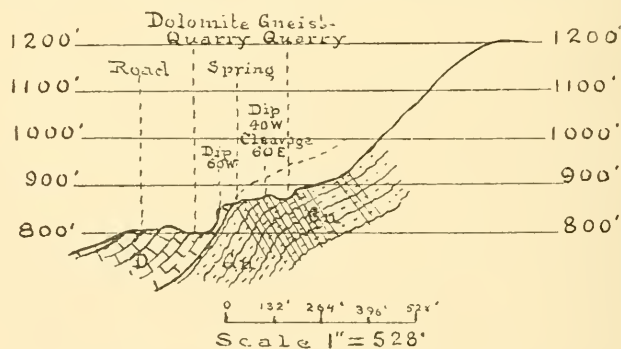 Dolomite Gneiss-
Quarry Quarry
1200' 1200'
Road Spring
1100' 1100'
Dip
40W
1000' Cleavage 1000'
Dip 60E
60W
900' 900'
Gn
800' 800'
D Gn
0 132' 264' 396' 528'
Scale 1"=528'